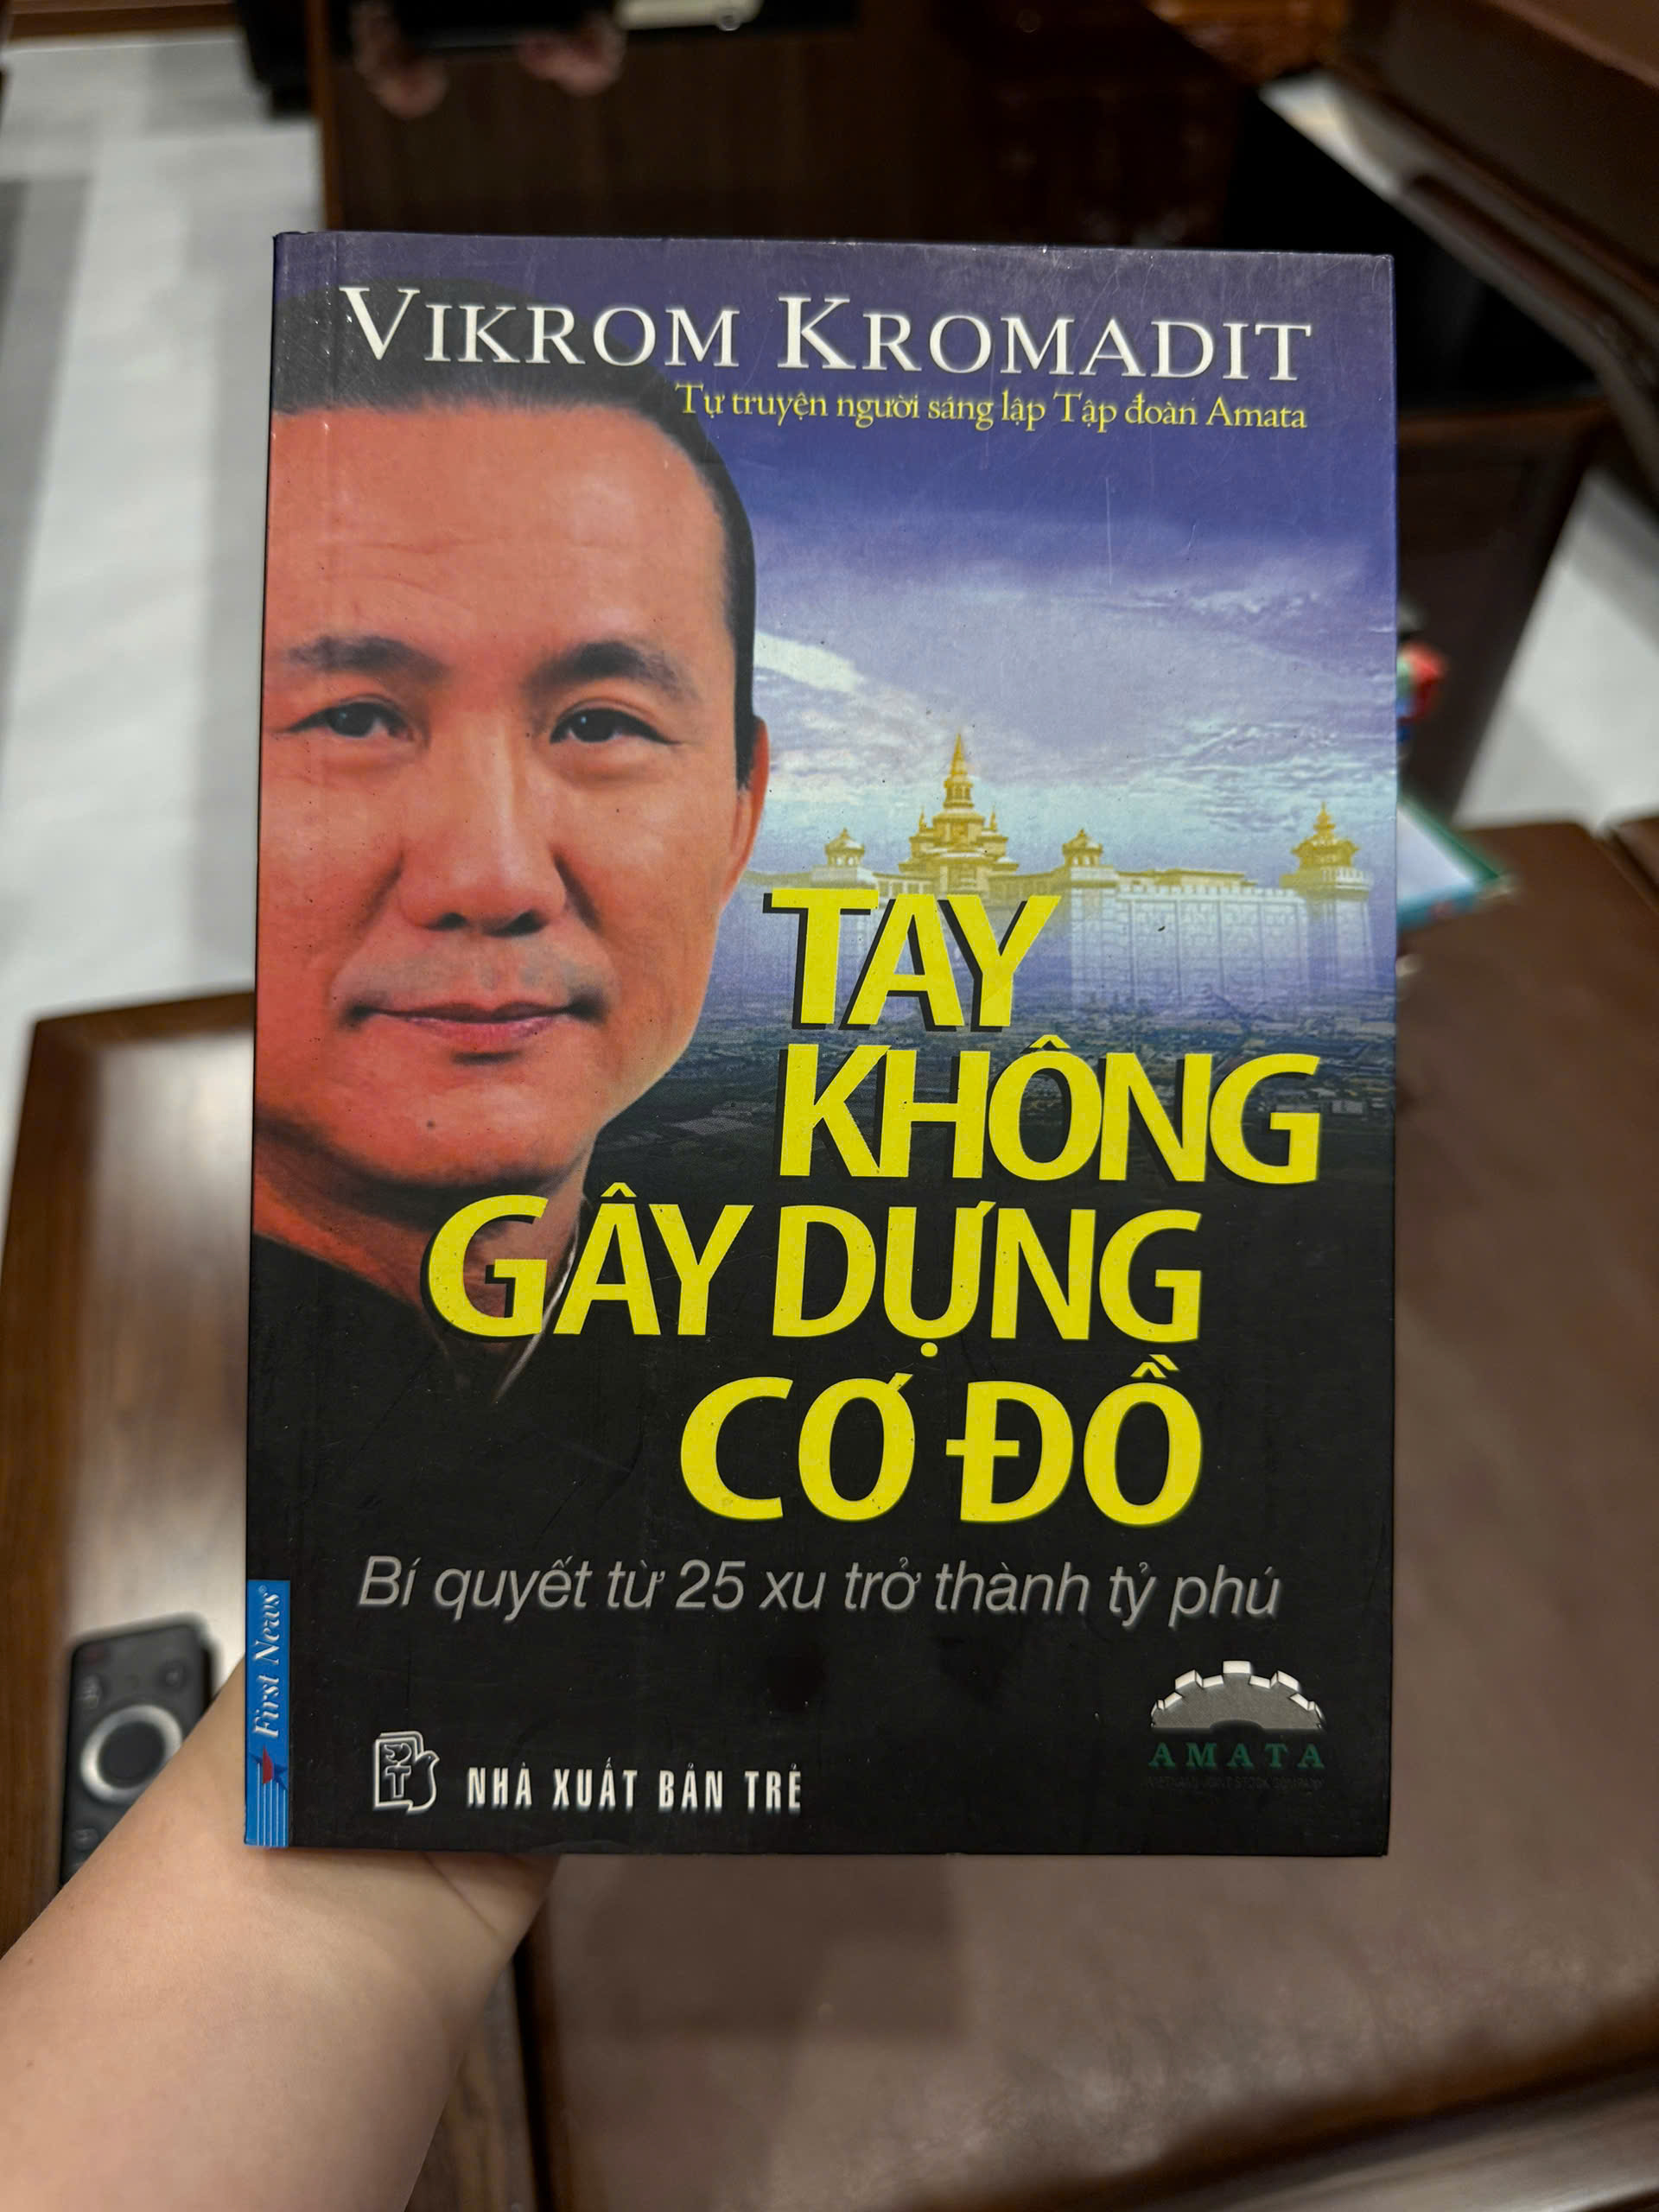 VIKROM KROMADIT
Tự truyện người sáng lập Tập đoàn Amata
TAY
KHÔNG
GÂY DỰNG
CƠ ĐỒ
Bí quyết từ 25 xu trở thành tỷ phú
First News®
NHÀ XUẤT BẢN TRẺ
AMATA